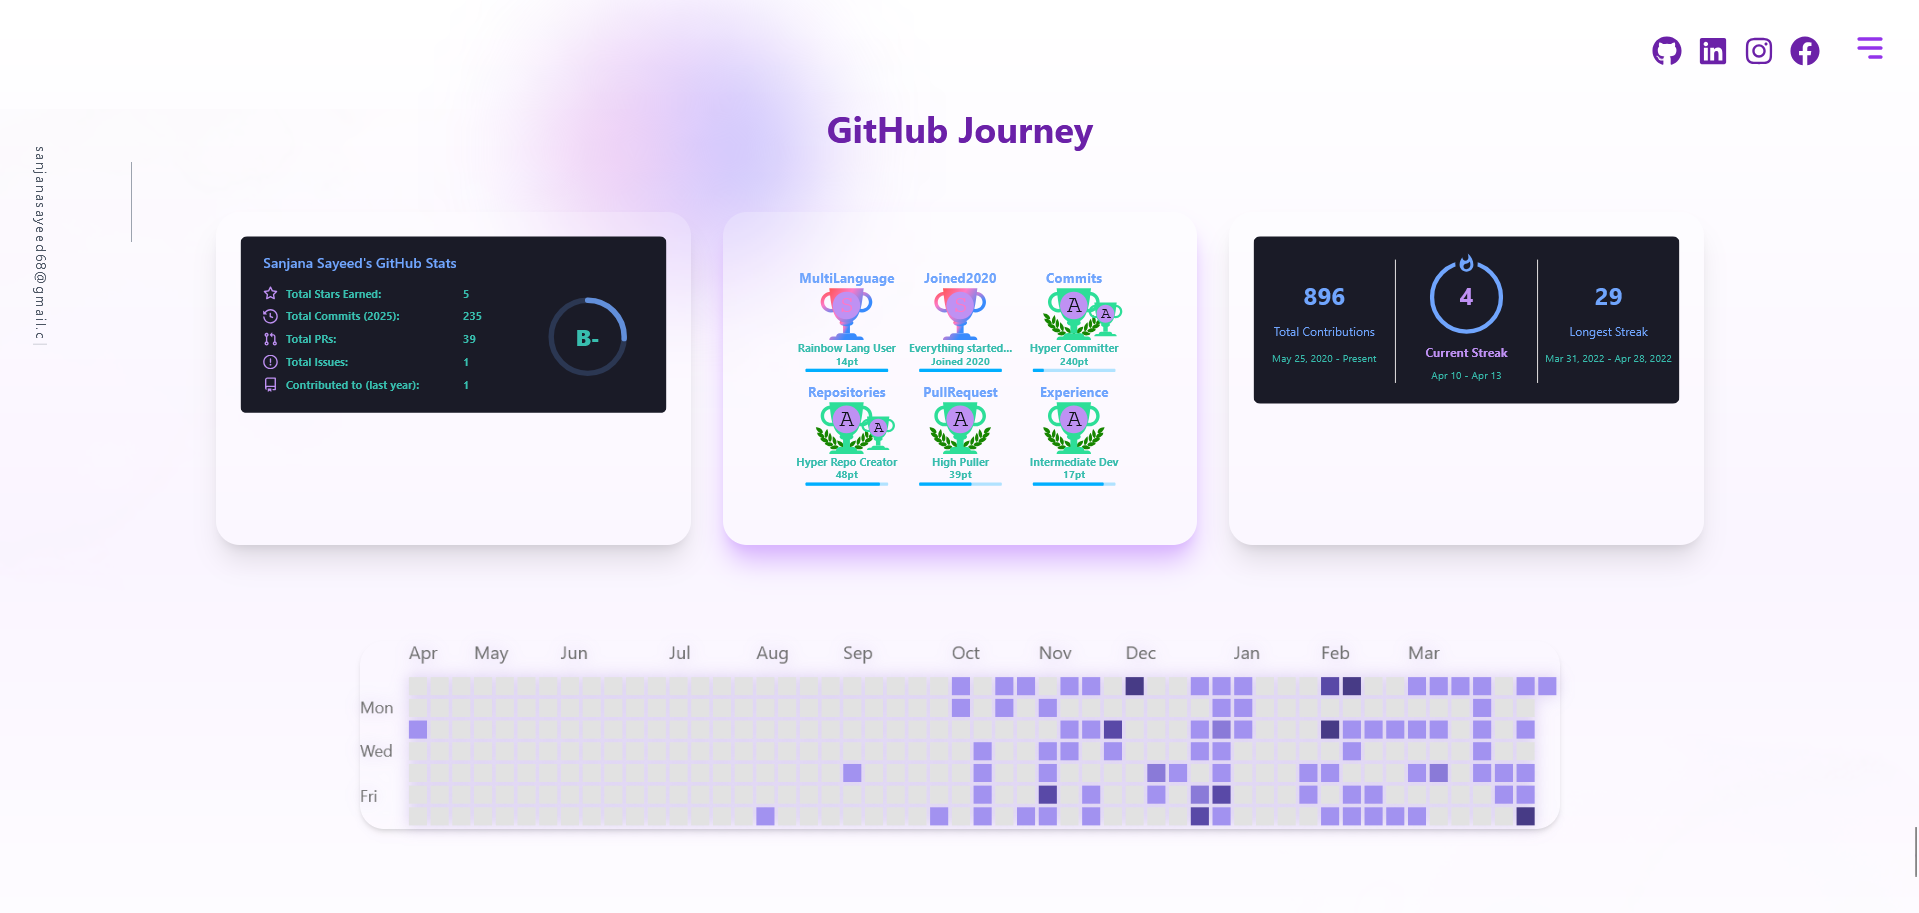 GitHub Journey
sanjanasayeed68@gmail.c
Sanjana Sayeed's GitHub Stats
Total Stars Earned: 5
Total Commits (2025): 235
Total PRs: 39
Total Issues: 1
Contributed to (last year): 1
B-
MultiLanguage Joined2020 Commits
S S A A
Rainbow Lang User Everything started... Hyper Committer
14pt Joined 2020 240pt
Repositories PullRequest Experience
A A A A
Hyper Repo Creator High Puller Intermediate Dev
48pt 39pt 17pt
896
Total Contributions
May 25, 2020 - Present
4
Current Streak
Apr 10 - Apr 13
29
Longest Streak
Mar 31, 2022 - Apr 28, 2022
Apr May Jun Jul Aug Sep Oct Nov Dec Jan Feb Mar
Mon
Wed
Fri